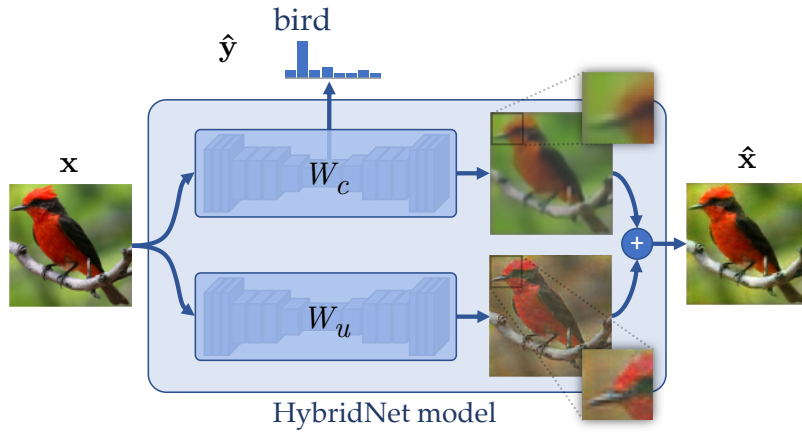 bird
ŷ
x
W_c
x̂
+
W_u
HybridNet model